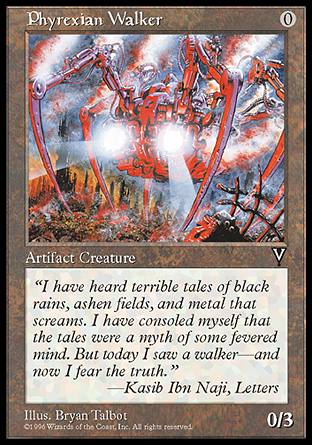 Phyrexian Walker 0
Artifact Creature
“I have heard terrible tales of black
rains, ashen fields, and metal that
screams. I have consoled myself that
the tales were a myth of some fevered
mind. But today I saw a walker—and
now I fear the truth.”
—Kasib Ibn Naji, Letters
Illus. Bryan Talbot
©1996 Wizards of the Coast, Inc. All rights reserved.
0/3